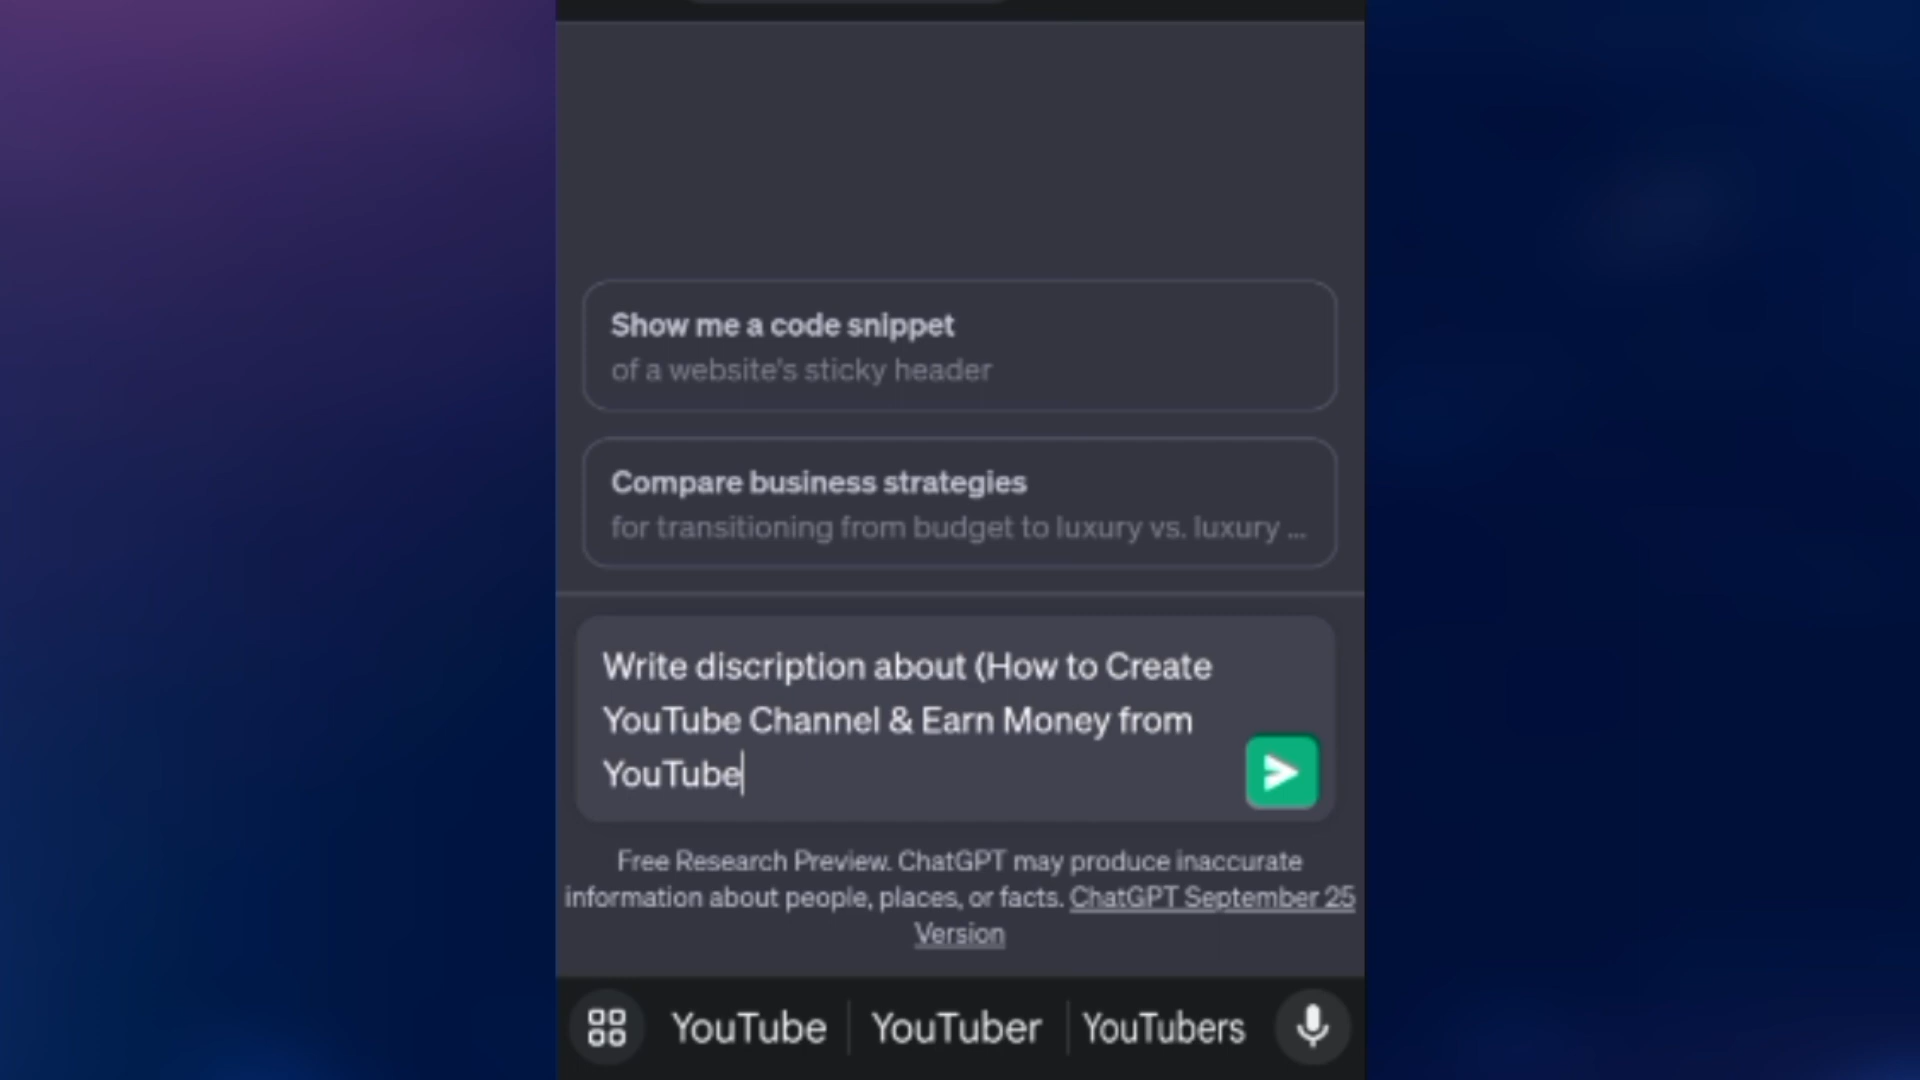 Show me a code snippet
of a website's sticky header
Compare business strategies
for transitioning from budget to luxury vs. luxury ...
Write discription about (How to Create
YouTube Channel & Earn Money from
YouTube
Free Research Preview. ChatGPT may produce inaccurate
information about people, places, or facts. ChatGPT September 25
Version
YouTube YouTuber YouTubers